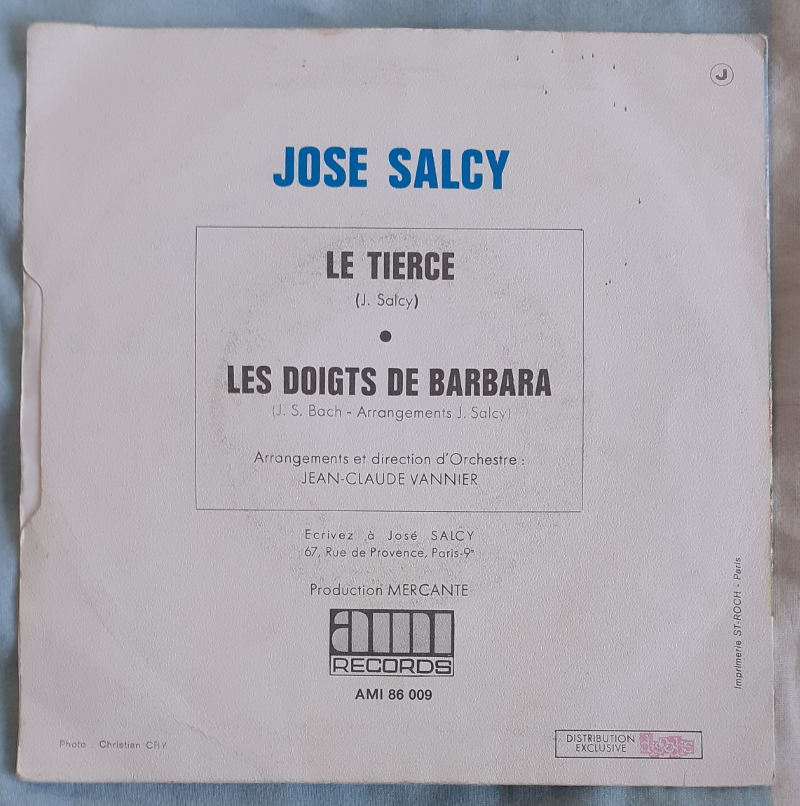 J
JOSE SALCY
LE TIERCE
(J. Salcy)
LES DOIGTS DE BARBARA
(J. S. Bach - Arrangements J. Salcy)
Arrangements et direction d'Orchestre :
JEAN-CLAUDE VANNIER
Ecrivez à José SALCY
67, Rue de Provence, Paris-9e
Production MERCANTE
ami
RECORDS
AMI 86 009
Imprimerie ST-ROCH - Paris
Photo : Christian CRY
DISTRIBUTION
EXCLUSIVE